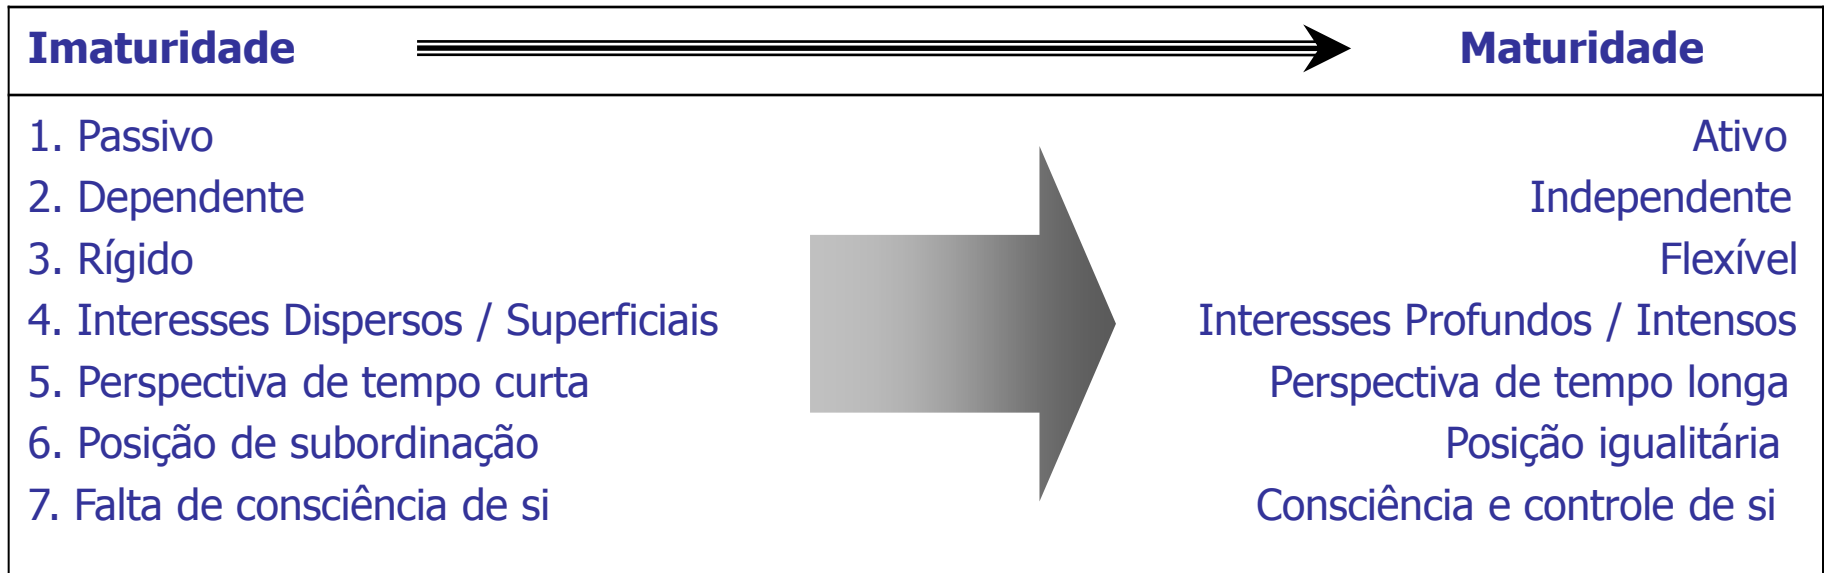 Imaturidade Maturidade
1. Passivo Ativo
2. Dependente Independente
3. Rígido Flexível
4. Interesses Dispersos / Superficiais Interesses Profundos / Intensos
5. Perspectiva de tempo curta Perspectiva de tempo longa
6. Posição de subordinação Posição igualitária
7. Falta de consciência de si Consciência e controle de si